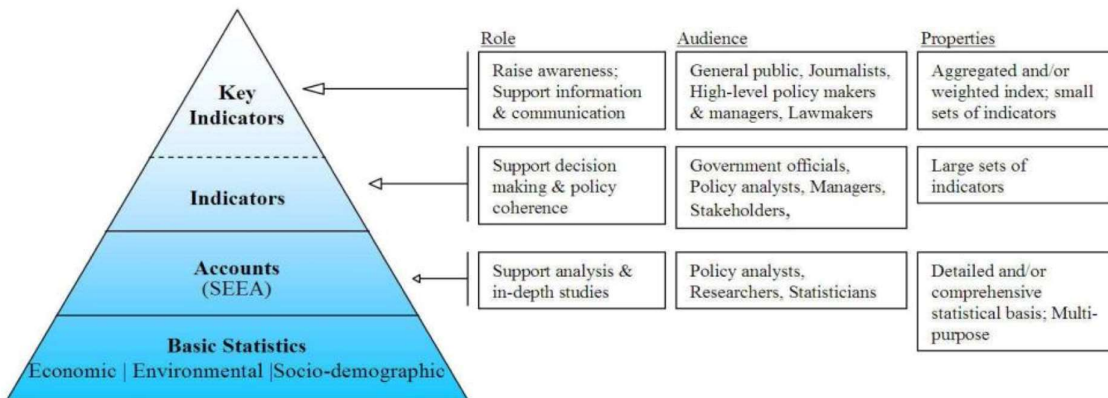 Role
Audience
Properties
Key
Indicators
Raise awareness;
Support information
& communication
General public, Journalists,
High-level policy makers
& managers, Lawmakers
Aggregated and/or
weighted index; small
sets of indicators
Indicators
Support decision
making & policy
coherence
Government officials,
Policy analysts, Managers,
Stakeholders,
Large sets of
indicators
Accounts
(SEEA)
Support analysis &
in-depth studies
Policy analysts,
Researchers, Statisticians
Detailed and/or
comprehensive
statistical basis; Multi-
purpose
Basic Statistics
Economic | Environmental |Socio-demographic